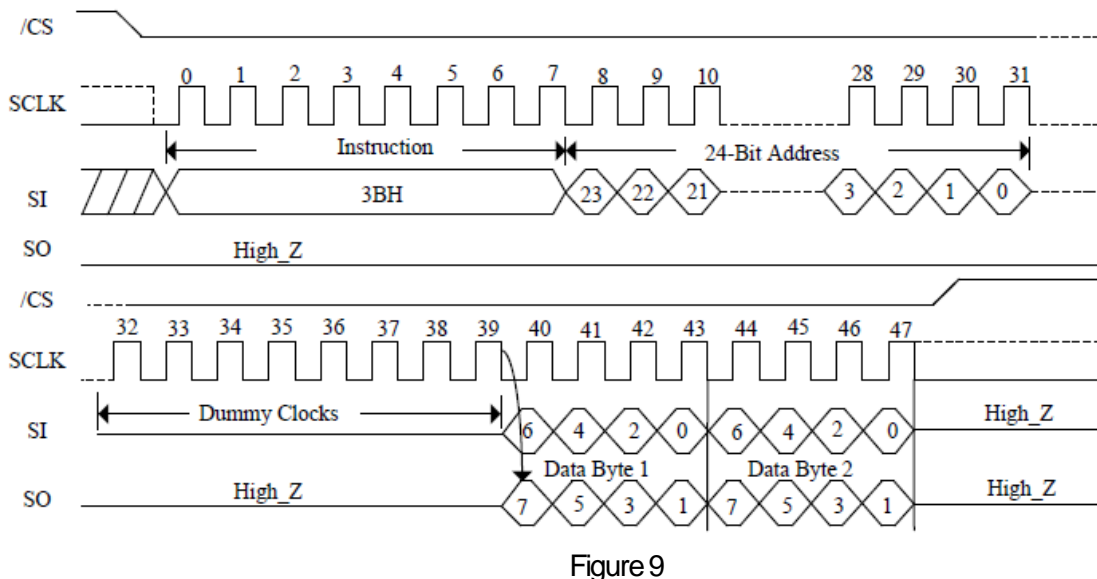 /CS
0 1 2 3 4 5 6 7 8 9 10 28 29 30 31
SCLK
Instruction 24-Bit Address
SI 3BH 23 22 21 3 2 1 0
SO High_Z
/CS
32 33 34 35 36 37 38 39 40 41 42 43 44 45 46 47
SCLK
Dummy Clocks
SI 6 4 2 0 6 4 2 0 High_Z
Data Byte 1 Data Byte 2
SO High_Z 7 5 3 1 7 5 3 1 High_Z
Figure 9